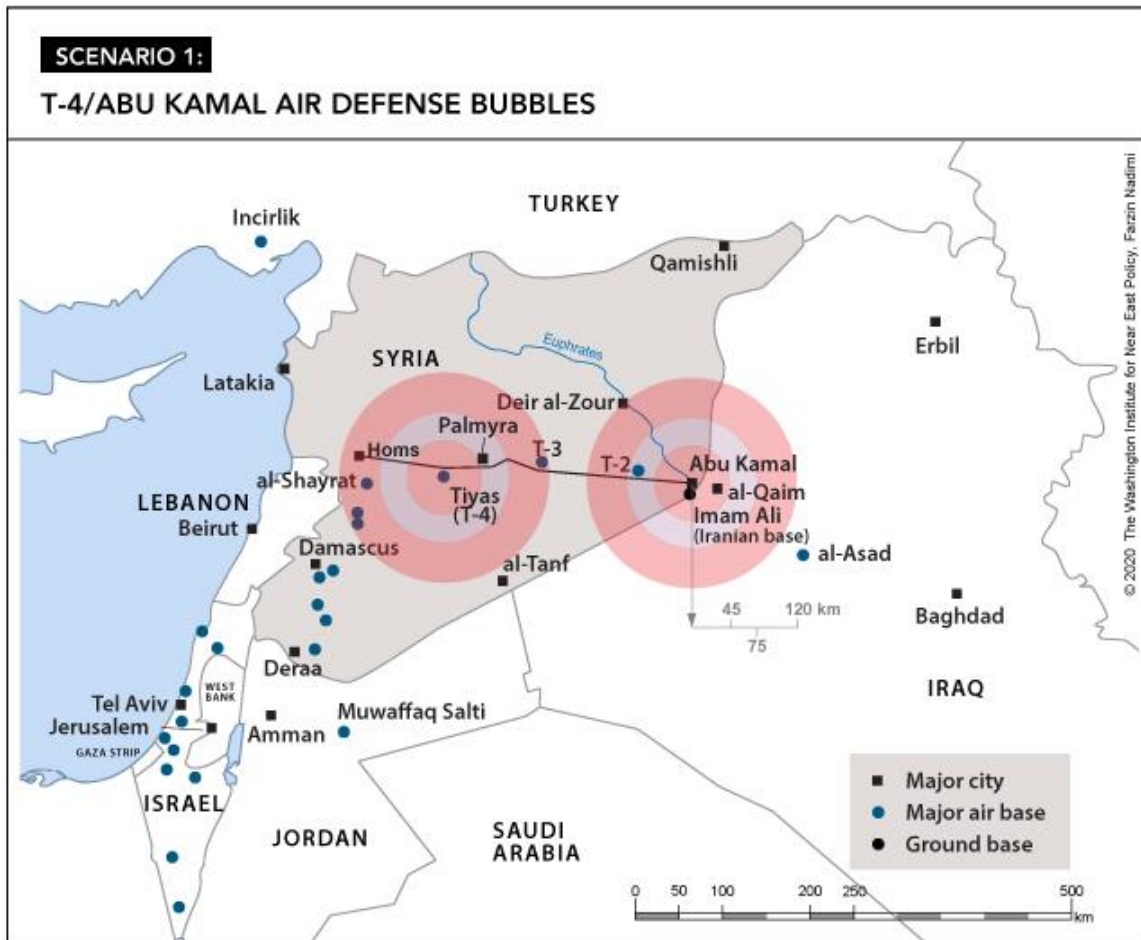 SCENARIO 1:
T-4/ABU KAMAL AIR DEFENSE BUBBLES
TURKEY
Incirlik
Qamishli
Erbil
Euphrates
SYRIA
Latakia
Deir al-Zour
Palmyra
Homs
T-3
T-2
Abu Kamal
al-Shayrat
al-Qaim
Tiyas
(T-4)
LEBANON
Imam Ali
(Iranian base)
Beirut
Damascus
al-Tanf
al-Asad
45
120 km
75
Baghdad
Deraa
WEST
BANK
IRAQ
Tel Aviv
Jerusalem
Amman
Muwaffaq Salti
GAZA STRIP
ISRAEL
JORDAN
SAUDI
ARABIA
Major city
Major air base
Ground base
0 50 100 200 250 500
km
© 2020 The Washington Institute for Near East Policy, Farzin Nadimi